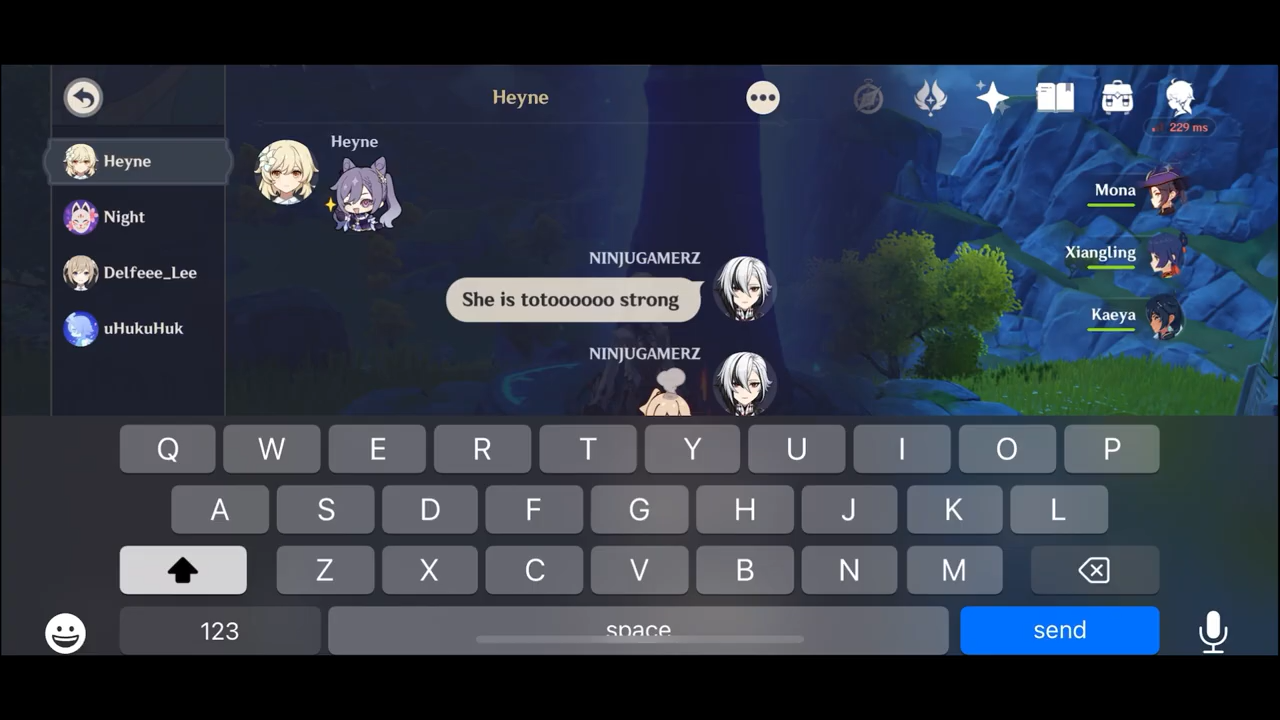 Heyne
229 ms
Heyne
Night
Delfeee_Lee
uHukuHuk
Heyne
NINJUGAMERZ
She is totoooooo strong
NINJUGAMERZ
Mona
Xiangling
Kaeya
Q W E R T Y U I O P
A S D F G H J K L
Z X C V B N M
123 space send